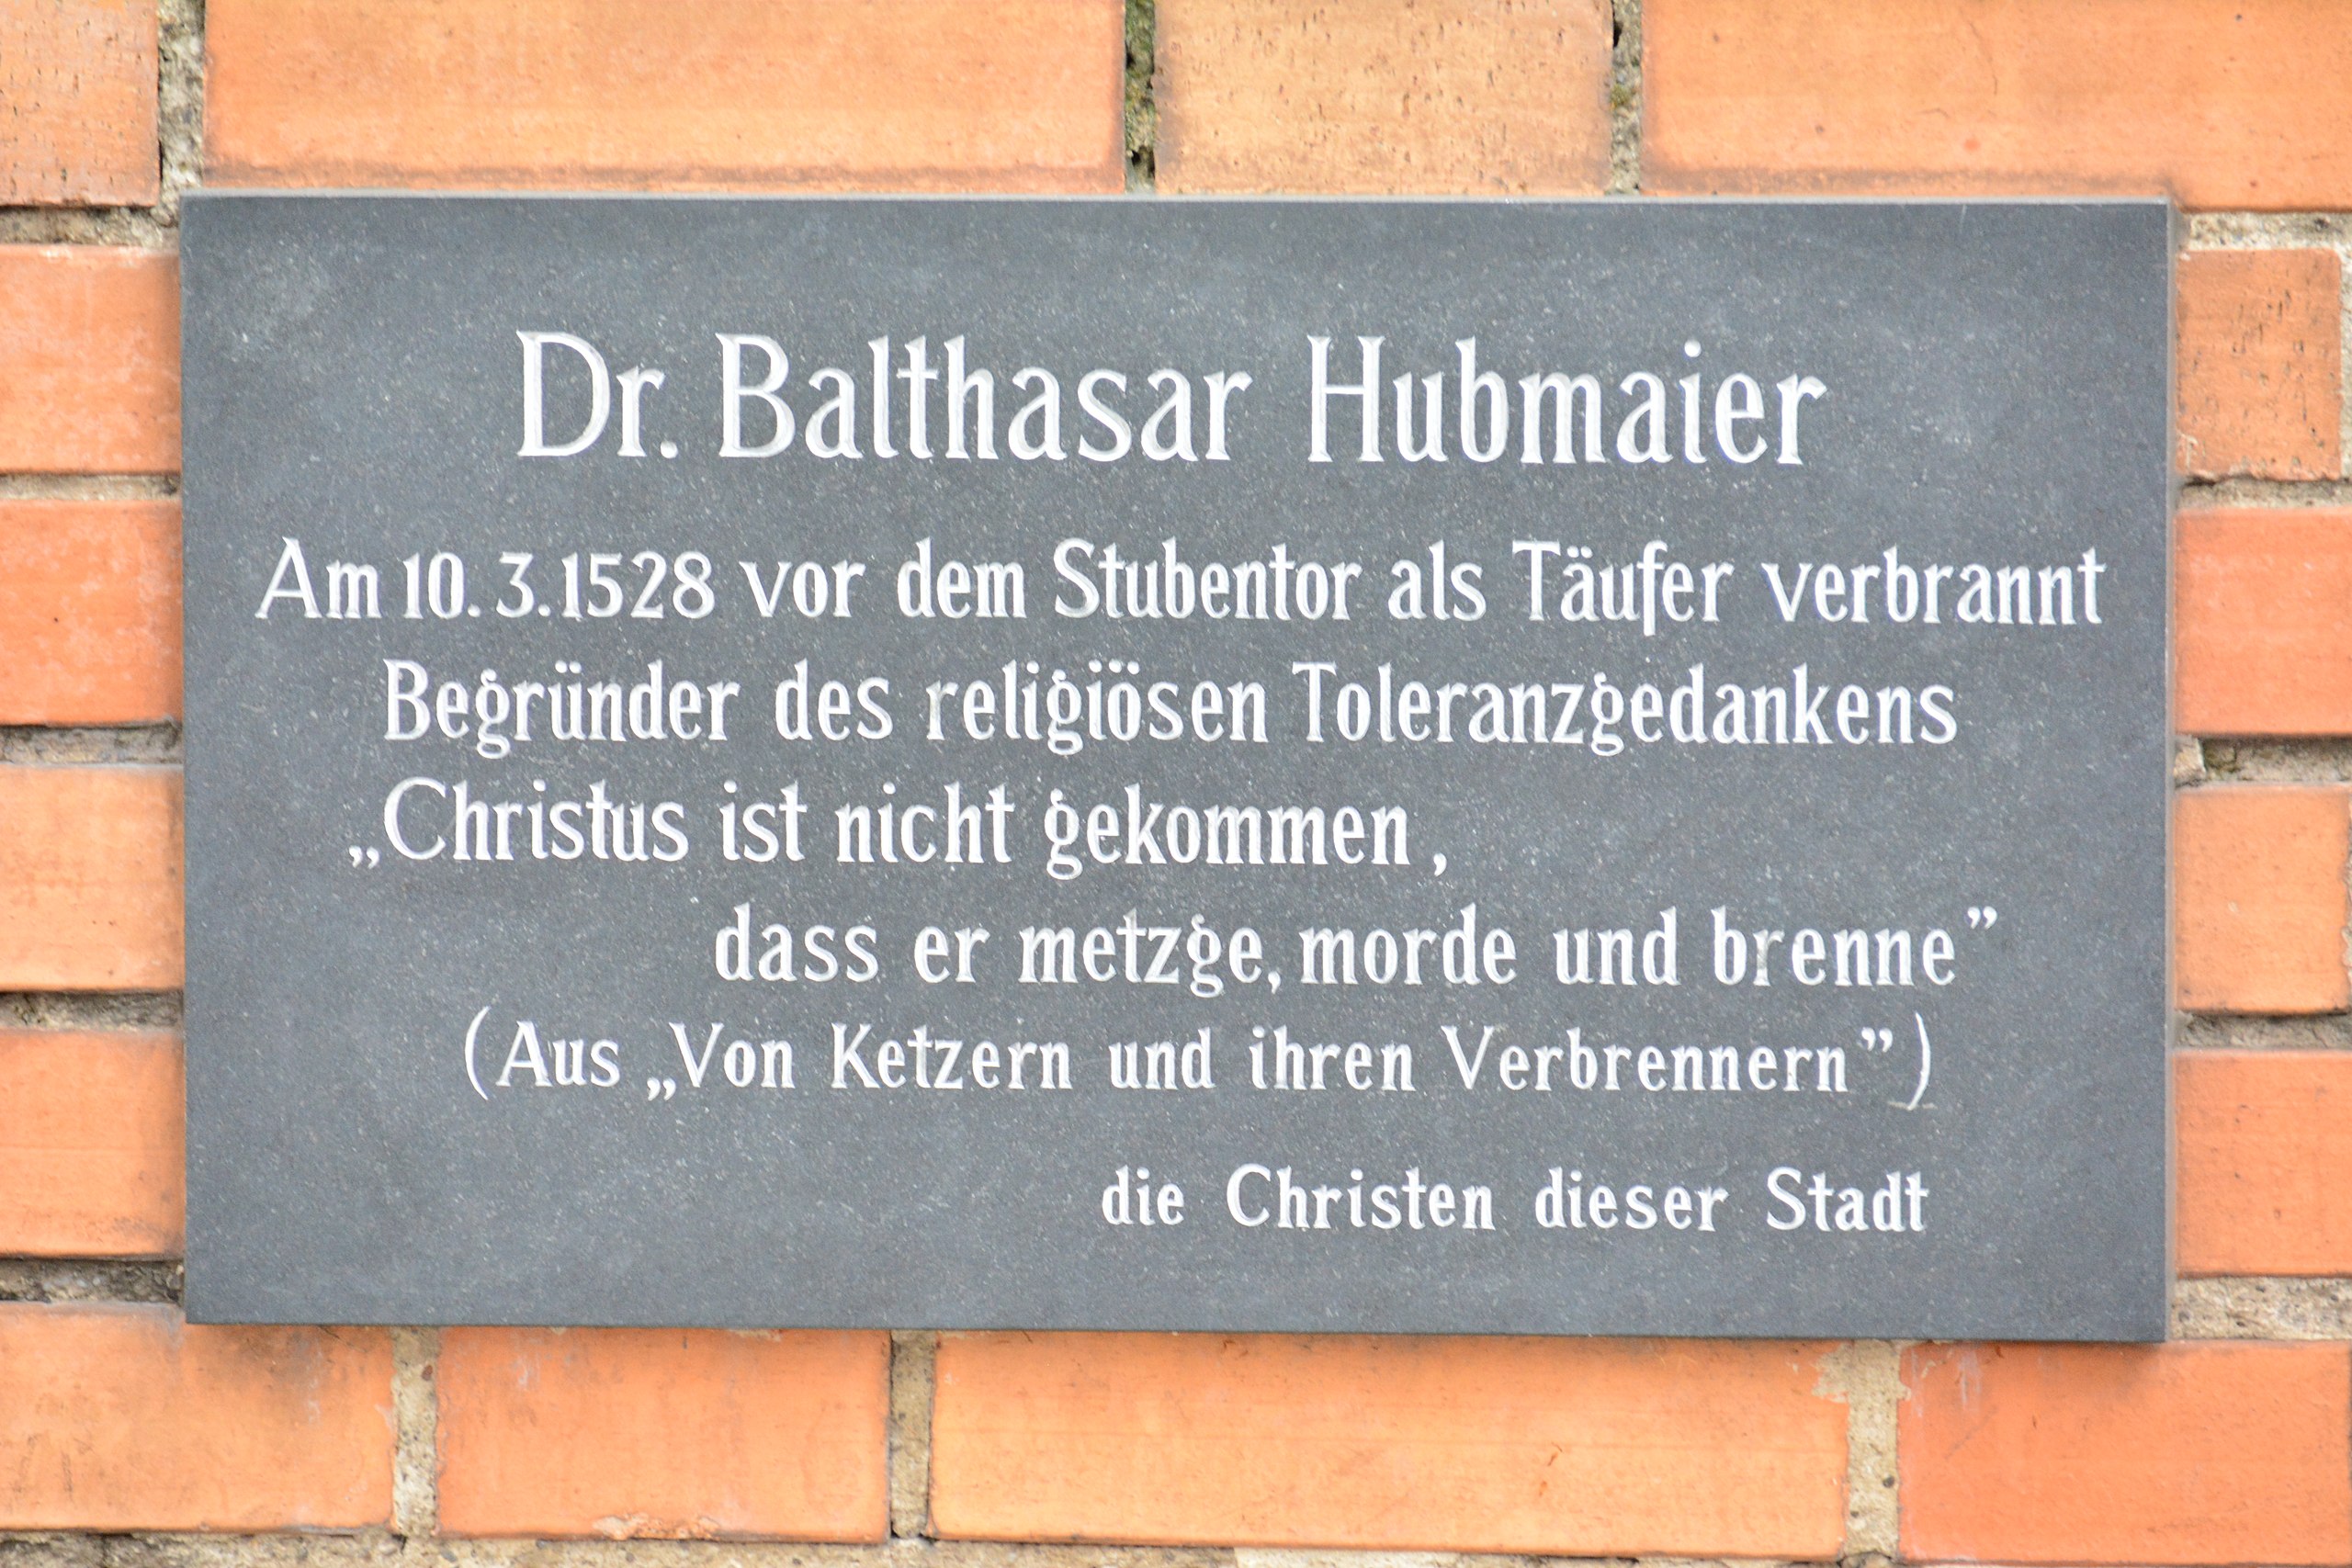 Dr. Balthasar Hubmaier
Am 10.3.1528 vor dem Stubentor als Täufer verbrannt
Begründer des religiösen Toleranzgedankens
„Christus ist nicht gekommen,
dass er metzge, morde und brenne”
(Aus „Von Ketzern und ihren Verbrennern”)
die Christen dieser Stadt